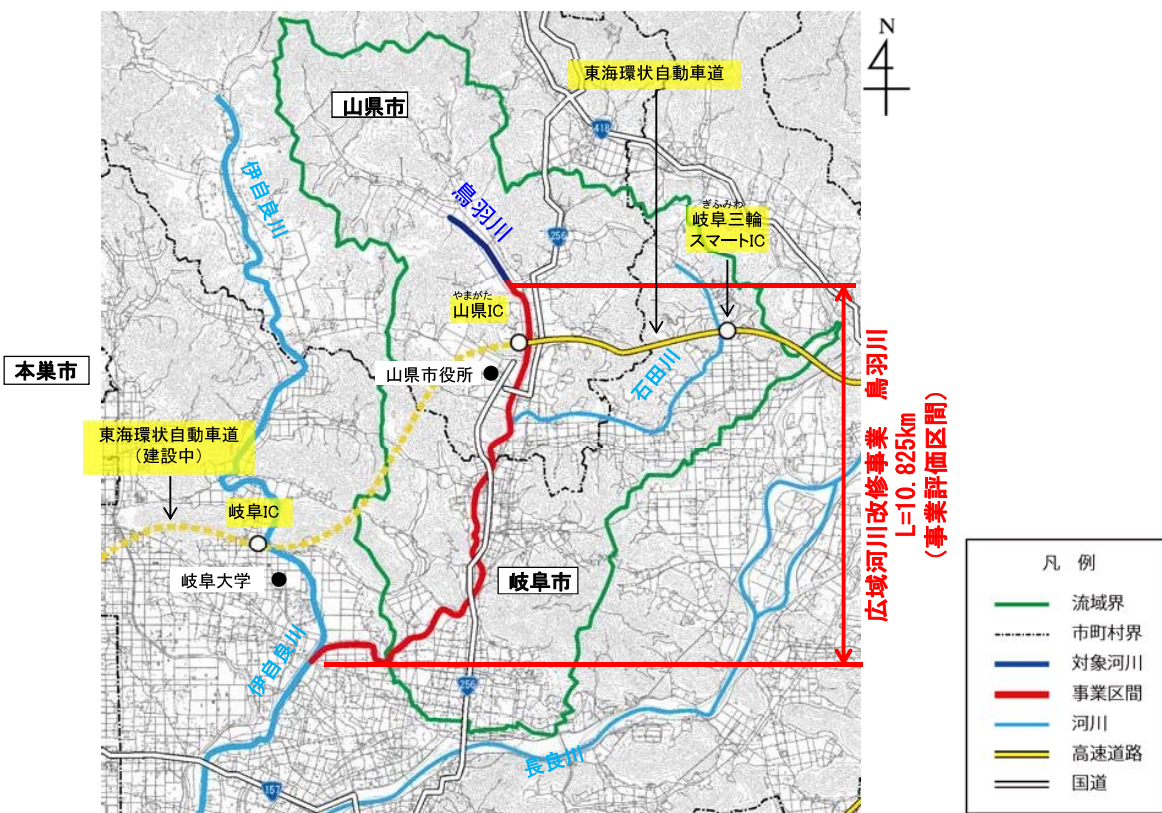 N
東海環状自動車道
山県市
418
伊自良川
鳥羽川
256
ぎふみわ
岐阜三輪
スマートIC
やまがた
山県IC
本巣市
山県市役所
石田川
東海環状自動車道
（建設中）
岐阜IC
岐阜大学
岐阜市
広域河川改修事業　鳥羽川
L=10.825km
（事業評価区間）
伊自良川
256
長良川
157
凡　例
流域界
市町村界
対象河川
事業区間
河川
高速道路
国道